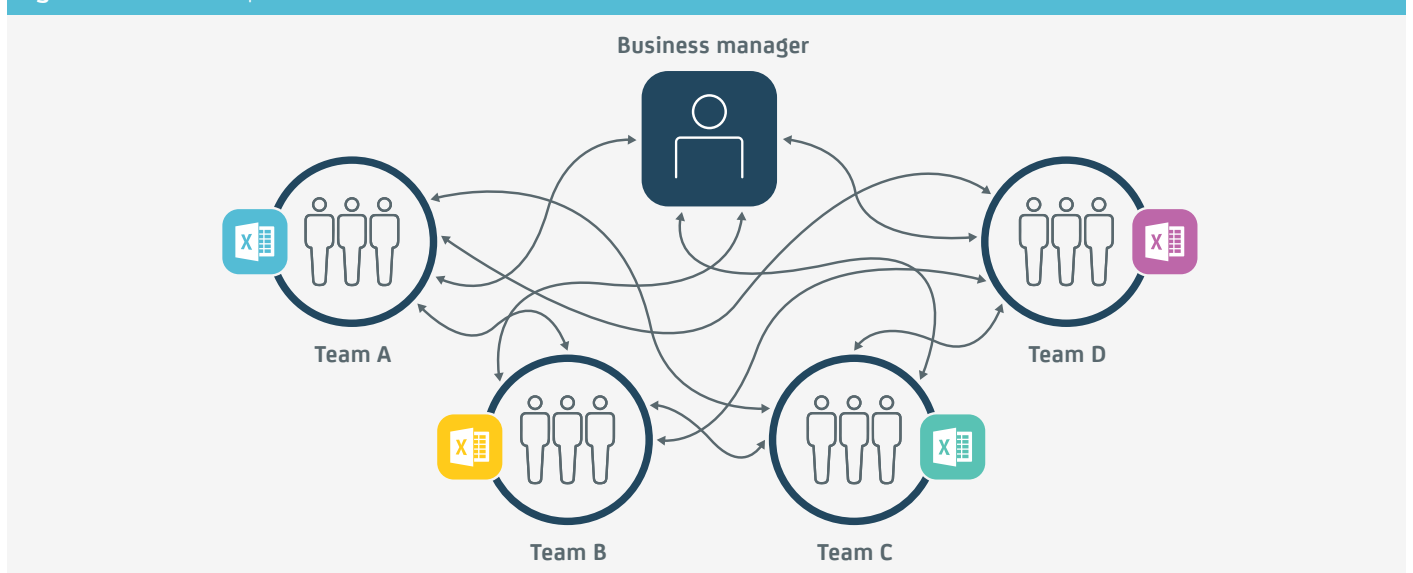 Business manager
X
X
Team A
Team D
X
X
Team B
Team C